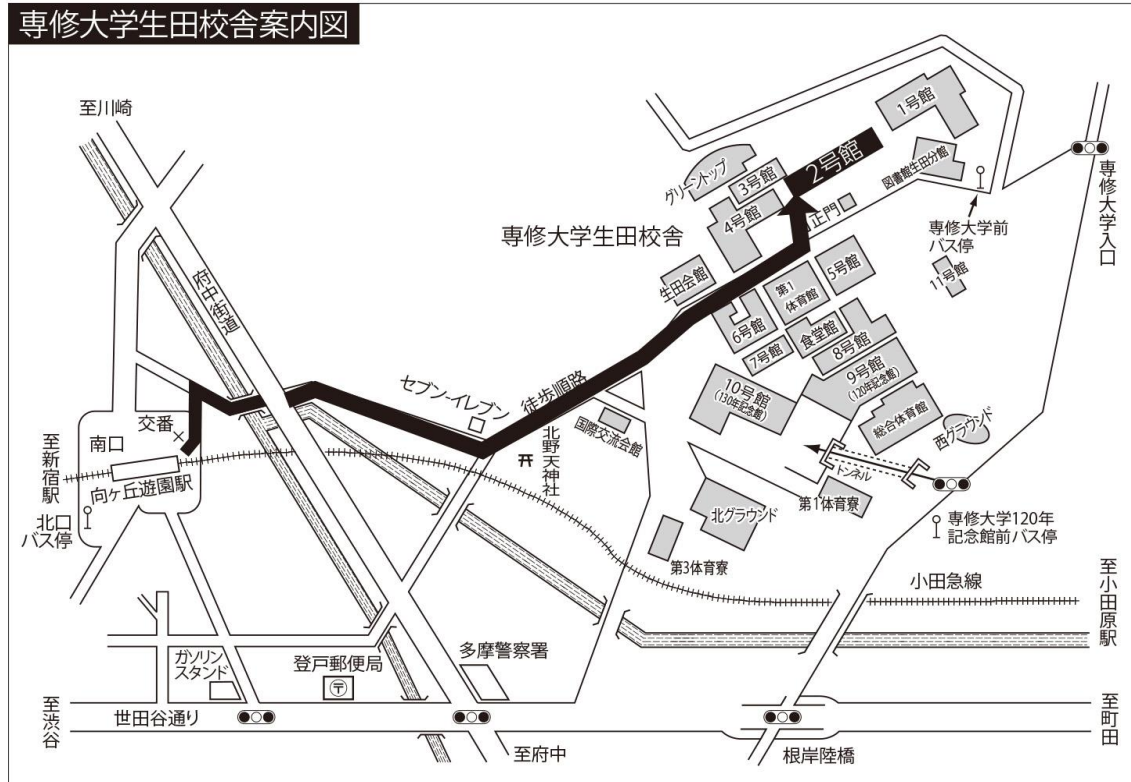 専修大学生田校舎案内図
至川崎
1号館
2号館
3号館
グリーントップ
4号館
図書館生田分館
正門
専修大学入口
専修大学前
バス停
専修大学生田校舎
生田会館
5号館
11号館
第1
体育館
府中街道
6号館
食堂館
7号館
8号館
9号館
(120年記念館)
10号館
(130年記念館)
セブン-イレブン
徒歩順路
国際交流会館
総合体育館
西グラウンド
交番
南口
至新宿駅
向ヶ丘遊園駅
北口
バス停
北野天神社
トンネル
第1体育寮
北グラウンド
第3体育寮
専修大学120年
記念館前バス停
小田急線
至小田原駅
ガソリン
スタンド
登戸郵便局
多摩警察署
〒
至渋谷
世田谷通り
至府中
根岸陸橋
至町田